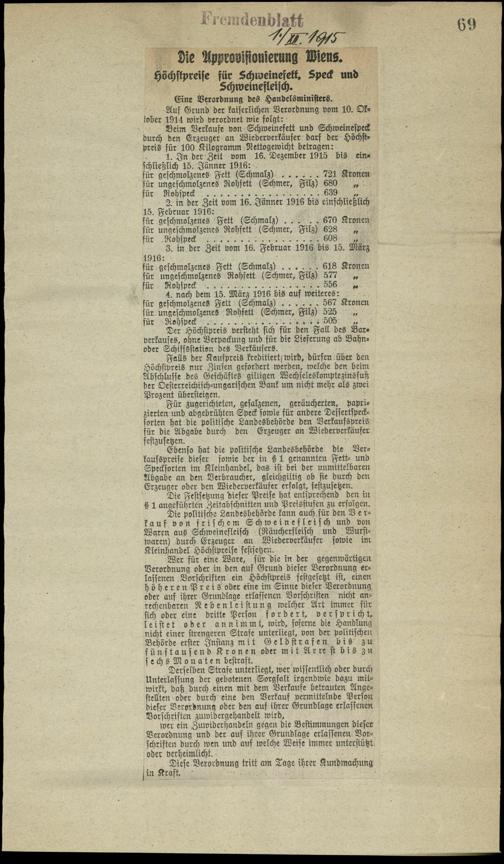 Fremdenblatt
69
1./XII. 1915
Die Approvisionierung Wiens.
Höchstpreise für Schweinefett, Speck und
Schweinefleisch.
Eine Verordnung des Handelsministers.
Auf Grund der kaiserlichen Verordnung vom 10. Ok-
tober 1914 wird verordnet wie folgt:
Beim Verkaufe von Schweinefett und Schweinespeck
durch den Erzeuger an Wiederverkäufer darf der Höchst-
preis für 100 Kilogramm Nettogewicht betragen:
1. In der Zeit vom 16. Dezember 1915 bis ein-
schließlich 15. Jänner 1916:
für geschmolzenes Fett (Schmalz) . . . . . . 721 Kronen
für ungeschmolzenes Rohfett (Schmer, Filz) 680 „
für Rohspeck . . . . . . . . . . . . . . . . 639 „
2. in der Zeit vom 16. Jänner 1916 bis einschließlich
15. Februar 1916:
für geschmolzenes Fett (Schmalz) . . . . . . 670 Kronen
für ungeschmolzenes Rohfett (Schmer, Filz) 628 „
für Rohspeck . . . . . . . . . . . . . . . . 608 „
3. in der Zeit vom 16. Februar 1916 bis 15. März
1916:
für geschmolzenes Fett (Schmalz) . . . . . . 618 Kronen
für ungeschmolzenes Rohfett (Schmer, Filz) 577 „
für Rohspeck . . . . . . . . . . . . . . . . 556 „
4. nach dem 15. März 1916 bis auf weiteres:
für geschmolzenes Fett (Schmalz) . . . . . . 567 Kronen
für ungeschmolzenes Rohfett (Schmer, Filz) 525 „
für Rohspeck . . . . . . . . . . . . . . . . 505 „
Der Höchstpreis versteht sich für den Fall des Bar-
verkaufes, ohne Verpackung und für die Lieferung ab Bahn-
oder Schiffsstation des Verkäufers.
Falls der Kaufpreis kreditiert wird, dürfen über den
Höchstpreis nur Zinsen gefordert werden, welche den beim
Abschlusse des Geschäftes giltigen Wechseleskomptezinsfuß
der Oesterreichisch-ungarischen Bank um nicht mehr als zwei
Prozent übersteigen.
Für zugerichteten, gesalzenen, geräucherten, papri-
zierten und abgebrühten Speck sowie für andere Dessertspeck-
sorten hat die politische Landesbehörde den Verkaufspreis
für die Abgabe durch den Erzeuger an Wiederverkäufer
festzusetzen.
Ebenso hat die politische Landesbehörde die Ver-
kaufspreise dieser sowie der in § 1 genannten Fett- und
Specksorten im Kleinhandel, das ist bei der unmittelbaren
Abgabe an den Verbraucher, gleichgiltig ob sie durch den
Erzeuger oder den Wiederverkäufer erfolgt, festzusetzen.
Die Festsetzung dieser Preise hat entsprechend den in
§ 1 angeführten Zeitabschnitten und Preisstufen zu erfolgen.
Die politische Landesbehörde kann auch für den Ver-
kauf von frischem Schweinefleisch und von
Waren aus Schweinefleisch (Räucherfleisch und Wurst-
waren) durch Erzeuger an Wiederverkäufer sowie im
Kleinhandel Höchstpreise festsetzen.
Wer für eine Ware, für die in der gegenwärtigen
Verordnung oder in den auf Grund dieser Verordnung er-
lassenen Vorschriften ein Höchstpreis festgesetzt ist, einen
höheren Preis oder eine im Sinne dieser Verordnung
oder auf ihrer Grundlage erlassenen Vorschriften nicht an-
rechenbaren Nebenleistung welcher Art immer für
sich oder eine dritte Person fordert, verspricht,
leistet oder annimmt, wird, soferne die Handlung
nicht einer strengeren Strafe unterliegt, von der politischen
Behörde erster Instanz mit Geldstrafen bis zu
fünftausend Kronen oder mit Arrest bis zu
sechs Monaten bestraft.
Derselben Strafe unterliegt, wer wissentlich oder durch
Unterlassung der gebotenen Sorgfalt irgendwie dazu mit-
wirkt, daß durch einen mit dem Verkaufe betrauten Ange-
stellten oder durch eine den Verkauf vermittelnde Person
dieser Verordnung oder den auf ihrer Grundlage erlassenen
Vorschriften zuwidergehandelt wird,
wer ein Zuwiderhandeln gegen die Bestimmungen dieser
Verordnung und der auf ihrer Grundlage erlassenen Vor-
schriften durch wen und auf welche Weise immer unterstützt
oder verheimlicht.
Diese Verordnung tritt am Tage ihrer Kundmachung
in Kraft.